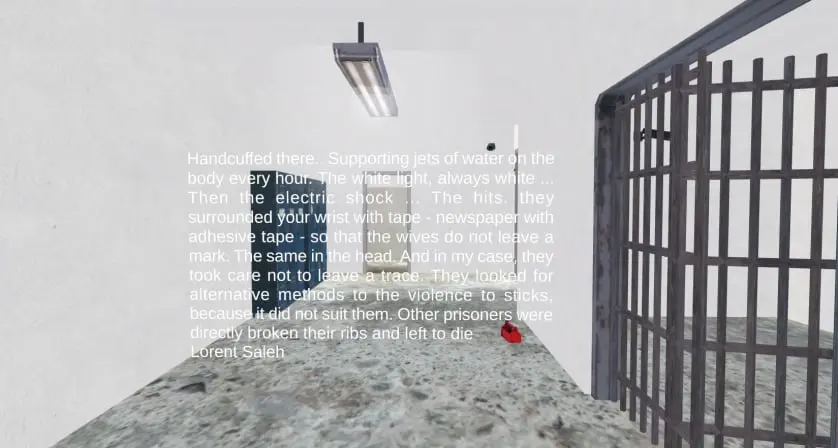 Handcuffed there. Supporting jets of water on the
body every hour. The white light, always white ...
Then the electric shock ... The hits. they
surrounded your wrist with tape - newspaper with
adhesive tape - so that the wives do not leave a
mark. The same in the head. And in my case, they
took care not to leave a trace. They looked for
alternative methods to the violence to sticks,
because it did not suit them. Other prisoners were
directly broken their ribs and left to die
Lorent Saleh